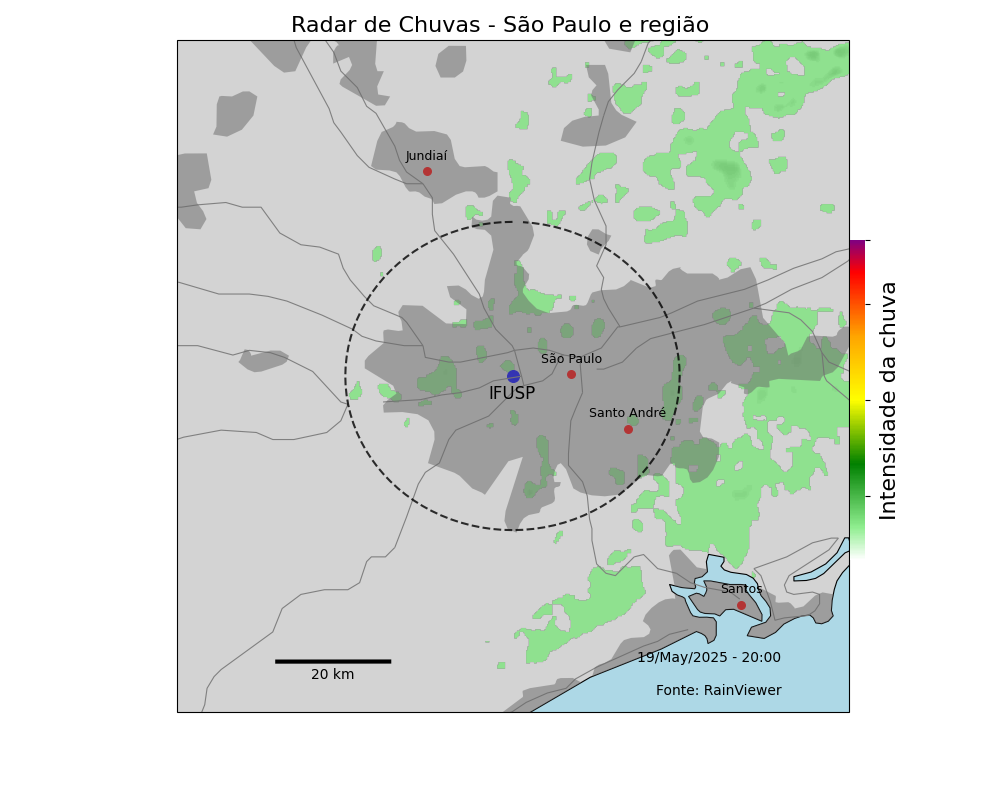 Radar de Chuvas - São Paulo e região
Jundiaí
São Paulo
IFUSP
Santo André
Intensidade da chuva
Santos
19/May/2025 - 20:00
20 km
Fonte: RainViewer